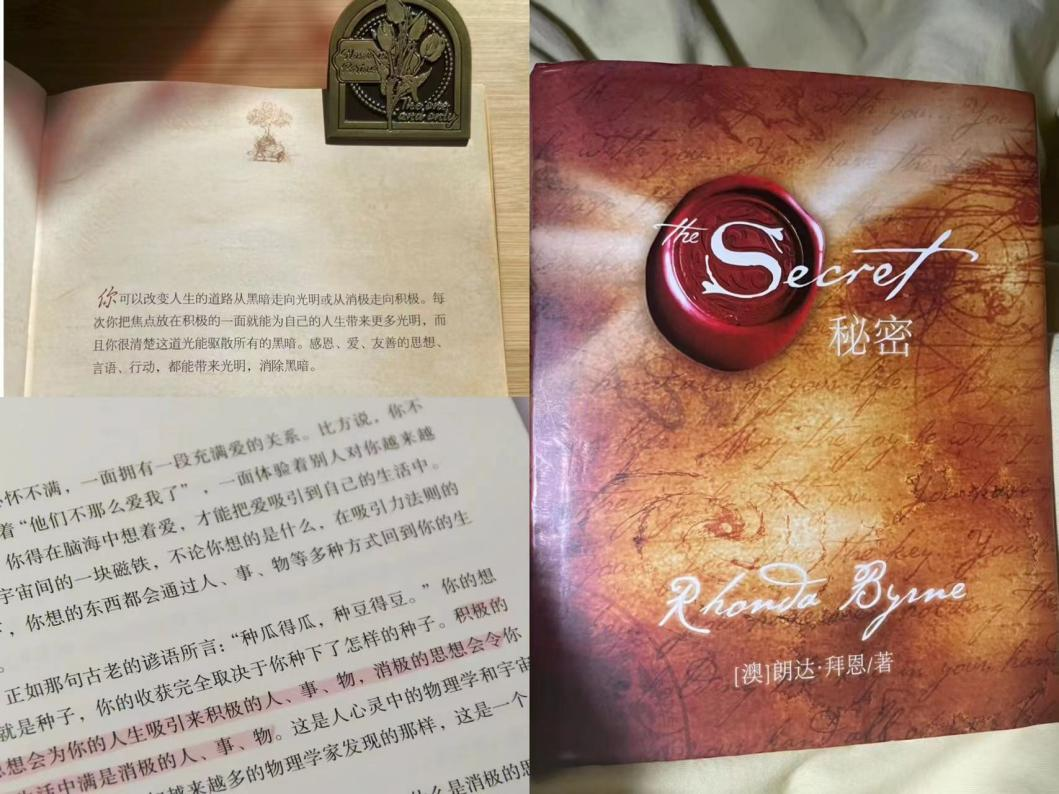 The one
and only
你可以改变人生的道路从黑暗走向光明或从消极走向积极。每
次你把焦点放在积极的一面就能为自己的人生带来更多光明，而
且你很清楚这道光能驱散所有的黑暗。感恩、爱、友善的思想、
言语、行动，都能带来光明，消除黑暗。
怀不满，一面拥有一段充满爱的关系。比方说，你不
着“他们不那么爱我了”，一面体验着别人对你越来越
，你得在脑海中想着爱，才能把爱吸引到自己的生活中。
宇宙间的一块磁铁，不论你想的是什么，在吸引力法则的
，你想的东西都会通过人、事、物等多种方式回到你的生
。
正如那句古老的谚语所言：“种瓜得瓜，种豆得豆。”你的想
就是种子，你的收获完全取决于你种下了怎样的种子。积极的
思想会为你的人生吸引来积极的人、事、物，消极的思想会令你
生活中满是消极的人、事、物。这是人心灵中的物理学和宇宙
越来越多的物理学家发现的那样，这是一个
什么是消极的思
the Secret
秘密
Rhonda Byrne
[澳]朗达·拜恩/著